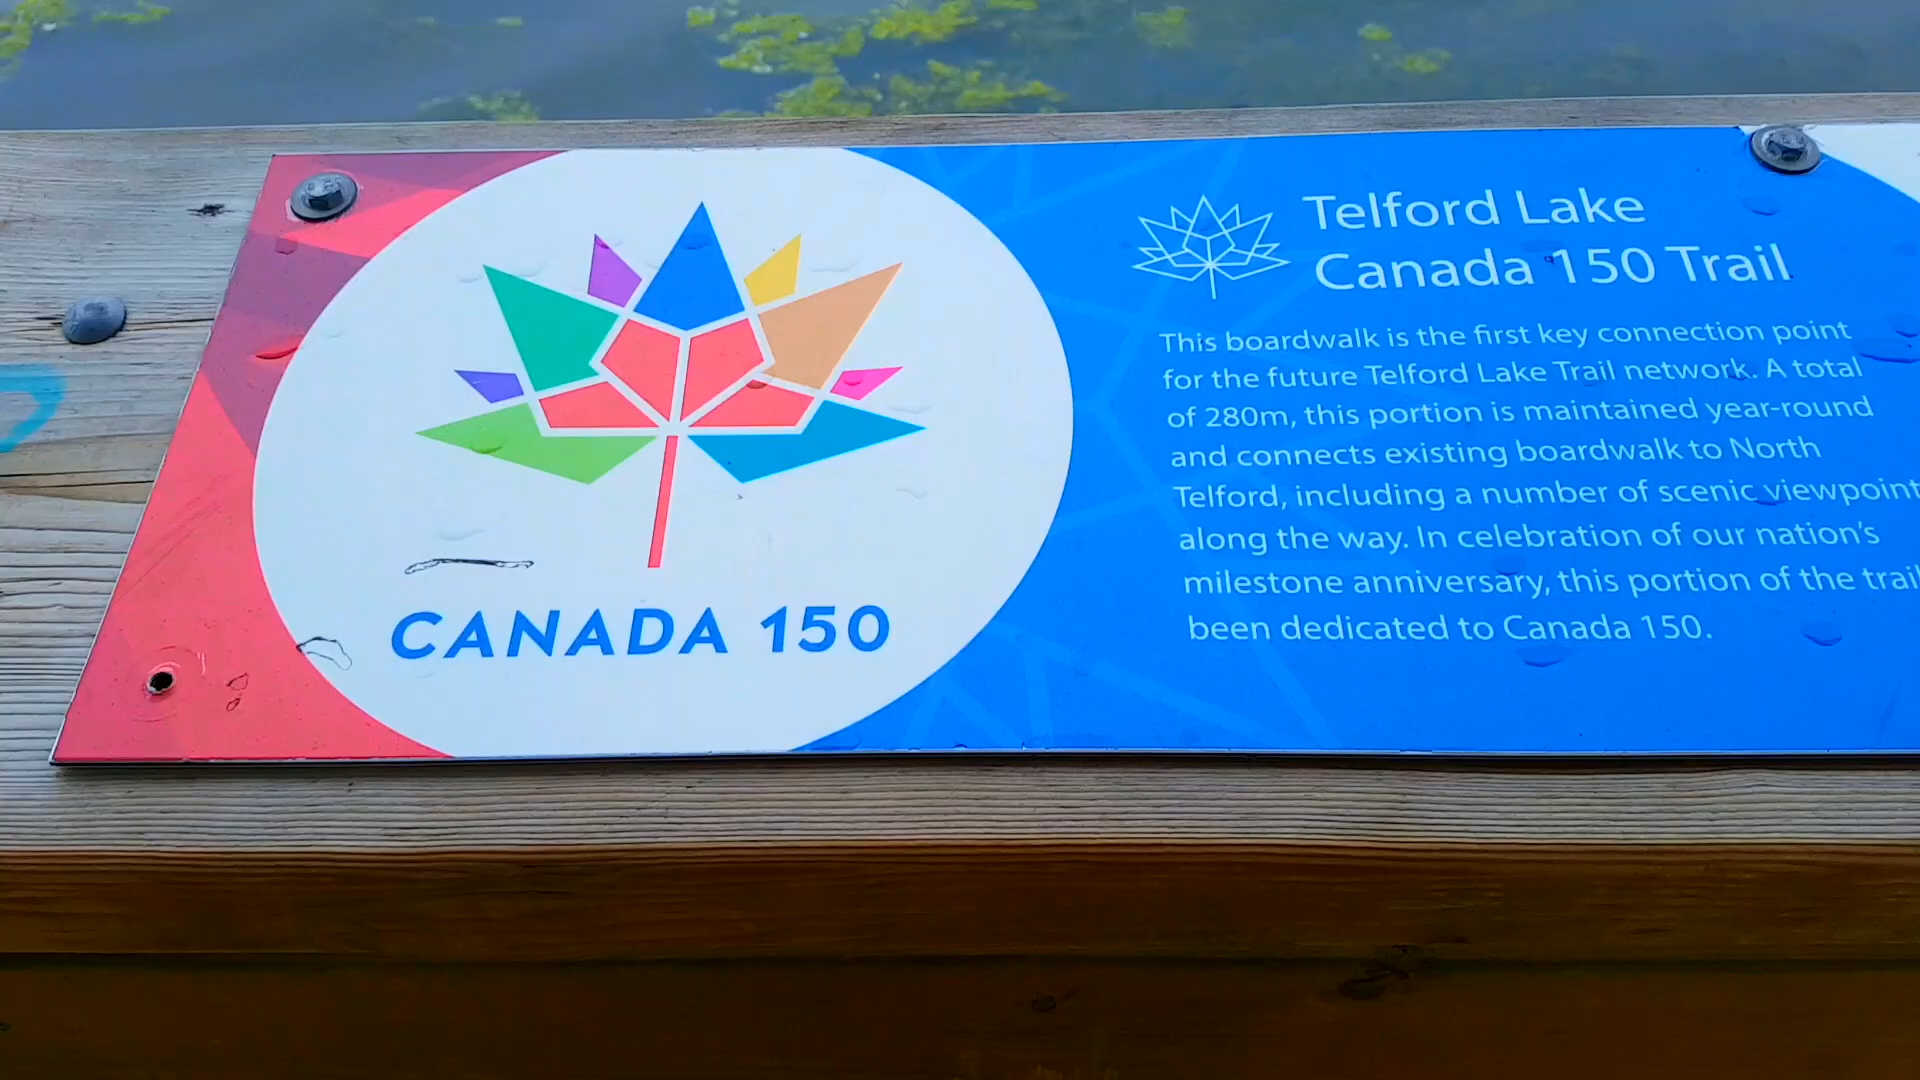 CANADA 150
Telford Lake
Canada 150 Trail
This boardwalk is the first key connection point
for the future Telford Lake Trail network. A total
of 280m, this portion is maintained year-round
and connects existing boardwalk to North
Telford, including a number of scenic viewpoint
along the way. In celebration of our nation's
milestone anniversary, this portion of the trail
been dedicated to Canada 150.